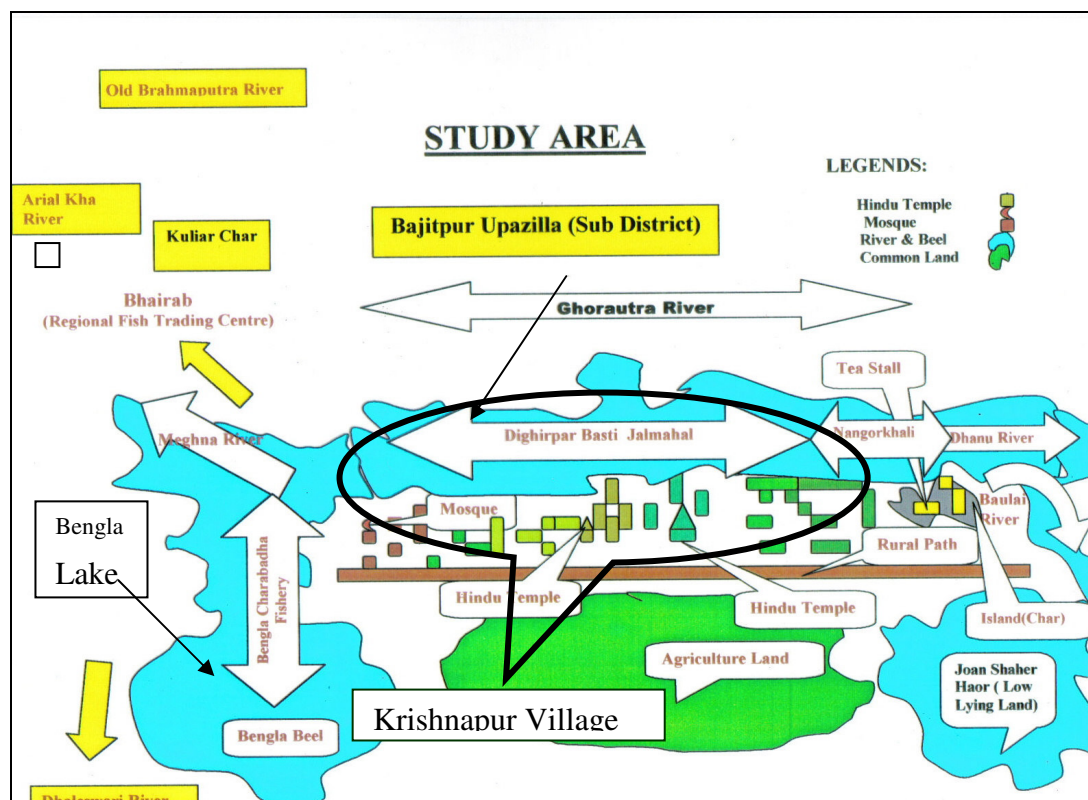 Old Brahmaputra River
STUDY AREA
LEGENDS:
Hindu Temple
Mosque
River & Beel
Common Land
Arial Kha
River
Kuliar Char
Bajitpur Upazilla (Sub District)
Bhairab
(Regional Fish Trading Centre)
Ghorautra River
Tea Stall
Meghna River
Dighirpar Basti Jalmahal
Nangorkhali
Dhanu River
Bengla
Lake
Mosque
Baulai
River
Rural Path
Bengla Charabadha
Fishery
Hindu Temple
Hindu Temple
Island(Char)
Agriculture Land
Joan Shaher
Haor ( Low
Lying Land)
Krishnapur Village
Bengla Beel
Dhaleswari River